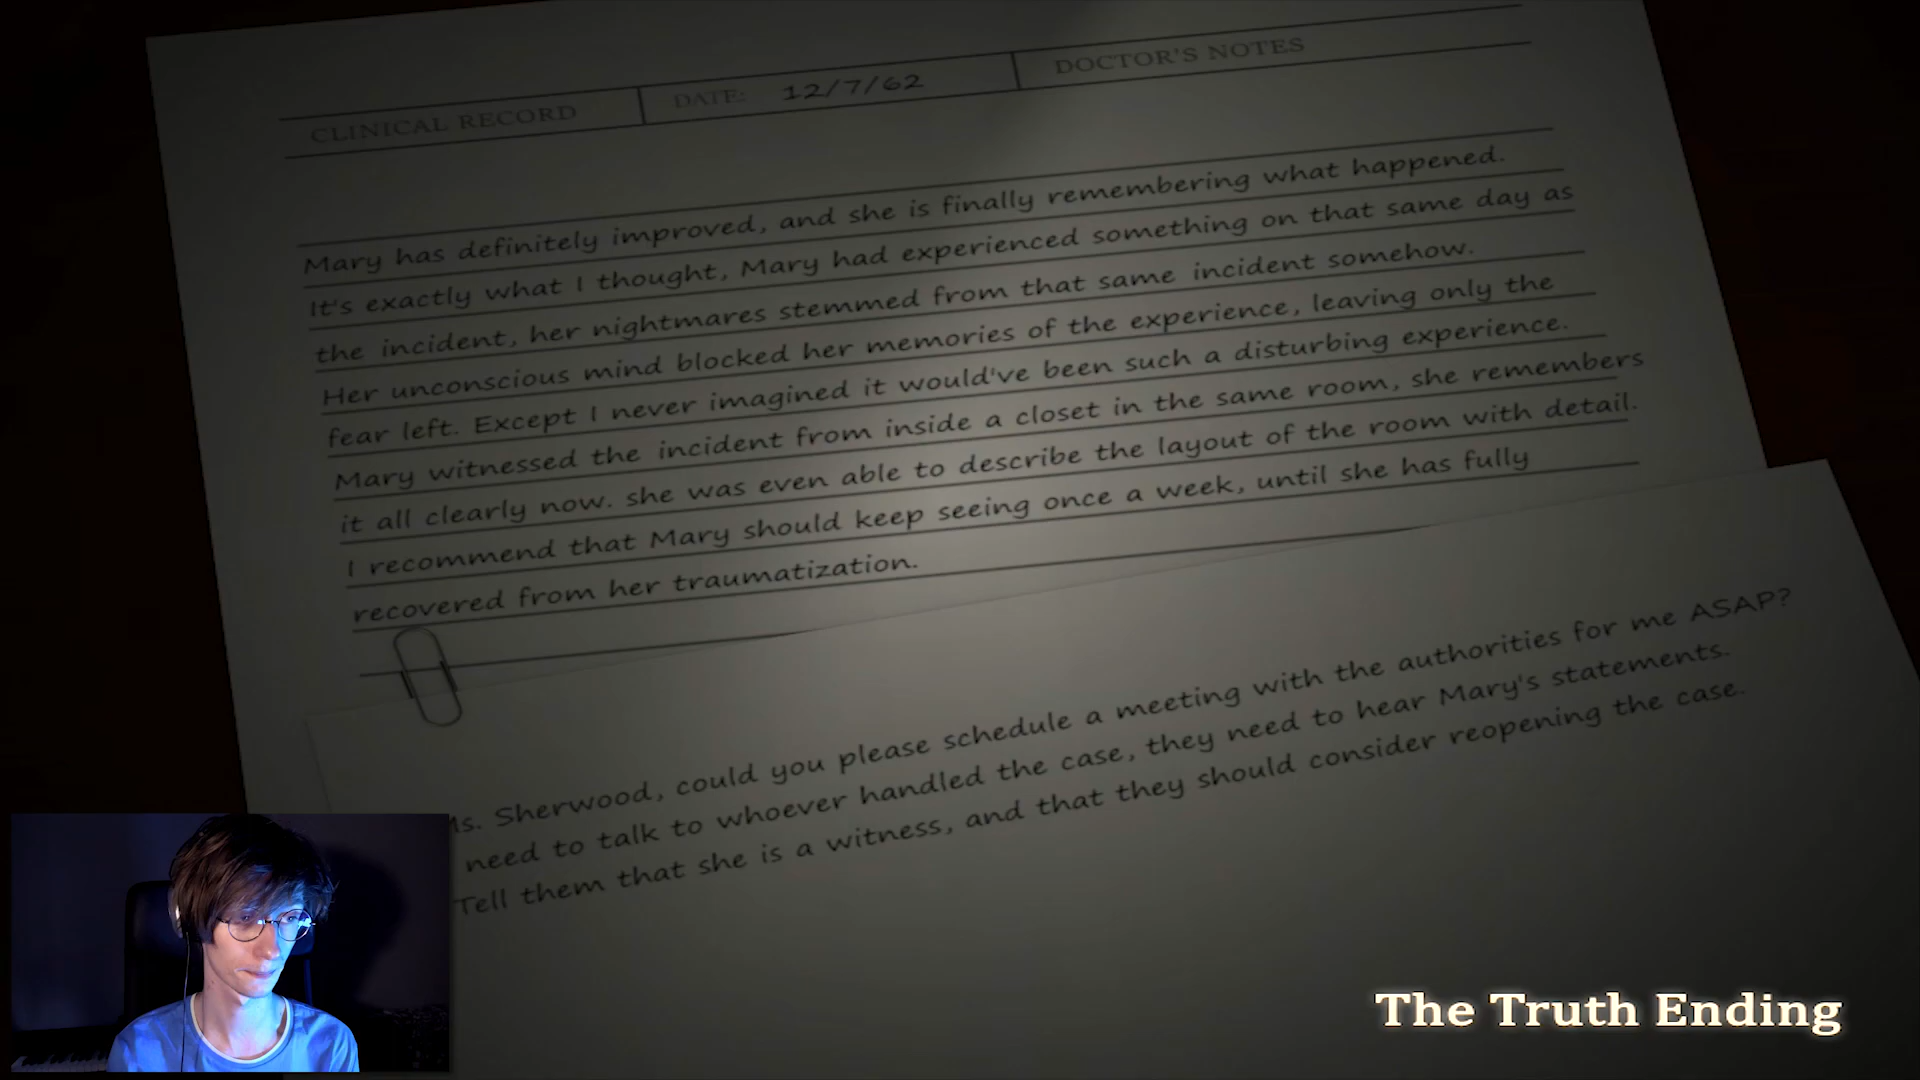 CLINICAL RECORD DATE: 12/7/62 DOCTOR'S NOTES
Mary has definitely improved, and she is finally remembering what happened.
It's exactly what I thought, Mary had experienced something on that same day as
the incident, her nightmares stemmed from that same incident somehow.
Her unconscious mind blocked her memories of the experience, leaving only the
fear left. Except I never imagined it would've been such a disturbing experience.
Mary witnessed the incident from inside a closet in the same room, she remembers
it all clearly now. she was even able to describe the layout of the room with detail.
I recommend that Mary should keep seeing once a week, until she has fully
recovered from her traumatization.
Sherwood, could you please schedule a meeting with the authorities for me ASAP?
need to talk to whoever handled the case, they need to hear Mary's statements.
Tell them that she is a witness, and that they should consider reopening the case.
The Truth Ending